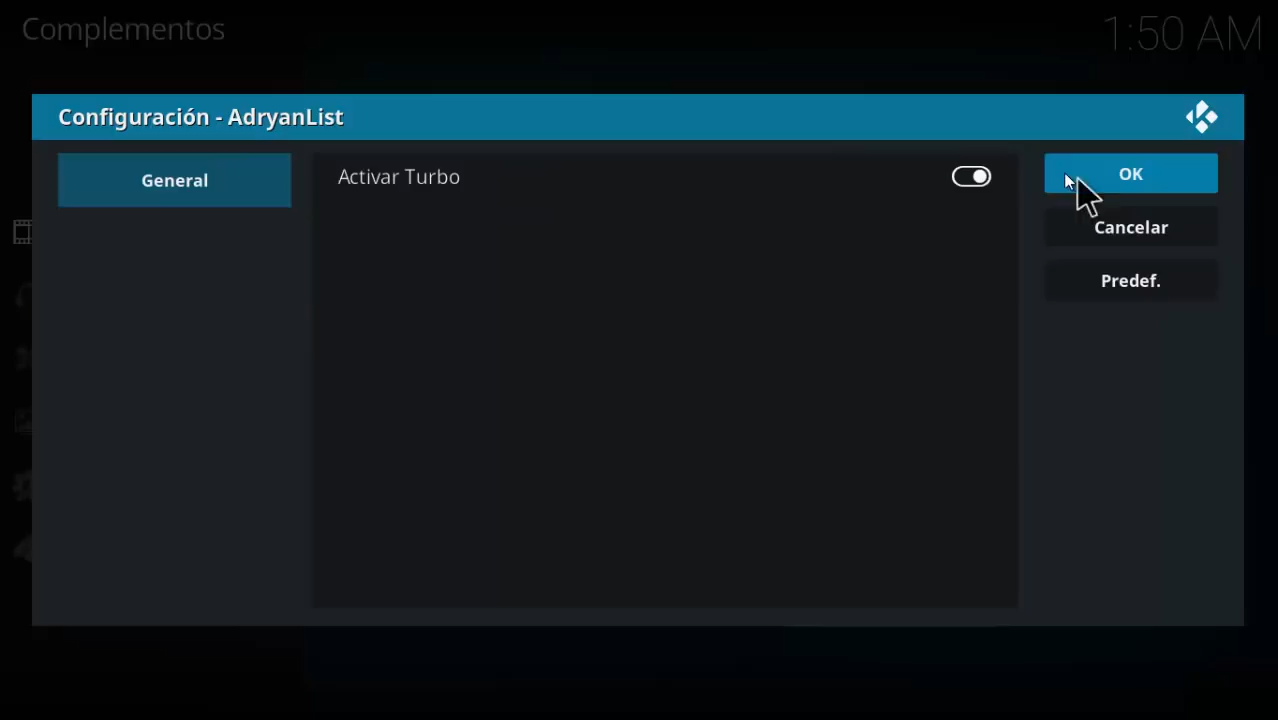 Complementos
1:50 AM
Configuración - AdryanList
General
Activar Turbo
OK
Cancelar
Predef.